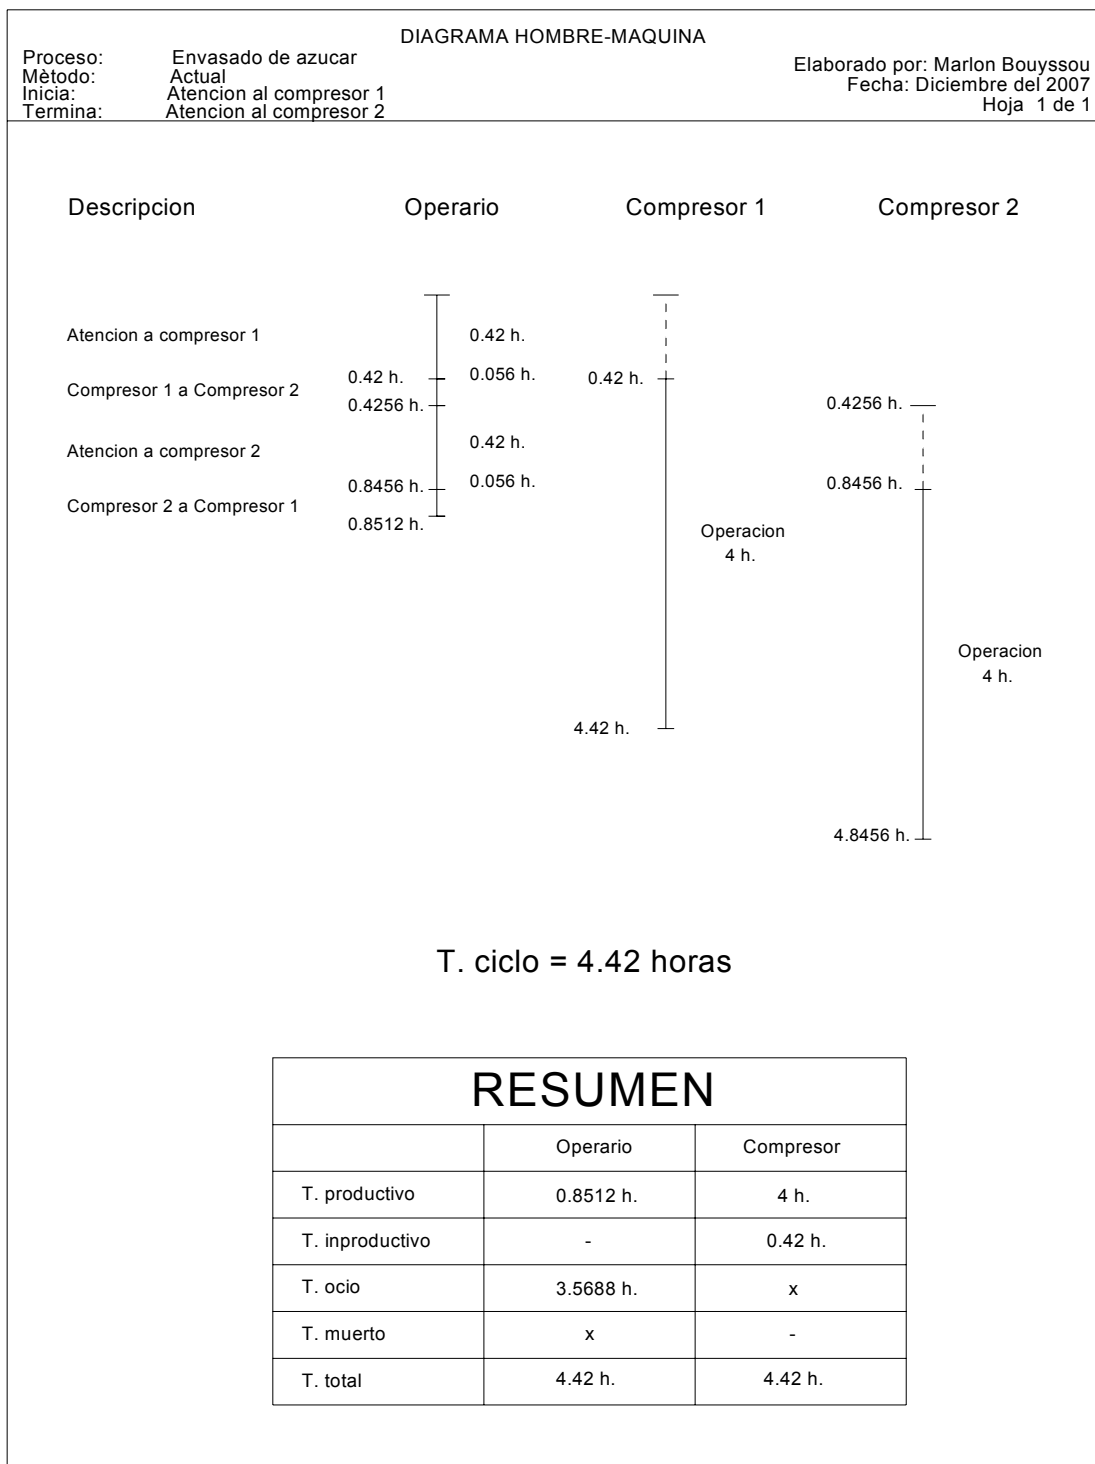 DIAGRAMA HOMBRE-MAQUINA
Proceso: Envasado de azucar
Mètodo: Actual
Inicia: Atencion al compresor 1
Termina: Atencion al compresor 2
Elaborado por: Marlon Bouyssou
Fecha: Diciembre del 2007
Hoja 1 de 1
Descripcion Operario Compresor 1 Compresor 2
Atencion a compresor 1 0.42 h.
0.42 h. 0.056 h. 0.42 h.
Compresor 1 a Compresor 2
0.4256 h. 0.4256 h.
Atencion a compresor 2 0.42 h.
0.8456 h. 0.056 h. 0.8456 h.
Compresor 2 a Compresor 1
0.8512 h.
Operacion
4 h.
Operacion
4 h.
4.42 h.
4.8456 h.
T. ciclo = 4.42 horas
RESUMEN
Operario Compresor
T. productivo 0.8512 h. 4 h.
T. inproductivo - 0.42 h.
T. ocio 3.5688 h. x
T. muerto x -
T. total 4.42 h. 4.42 h.